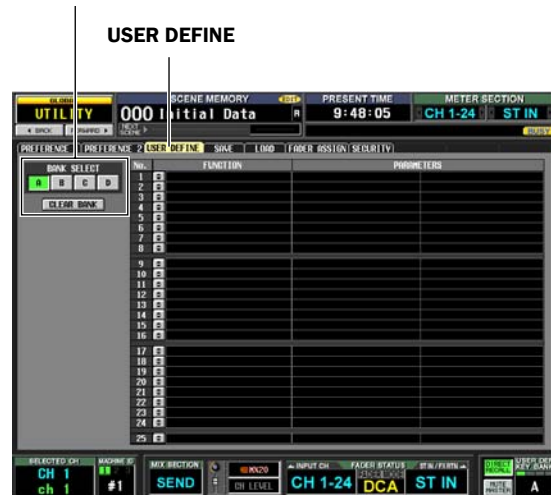 USER DEFINE
GLOBAL
UTILITY
BACK
FORWARD
SCENE MEMORY
EDIT
000 Initial Data
R
NEXT SCENE
PRESENT TIME
9:48:05
METER SECTION
CH 1-24
ST IN
BUSY
PREFERENCE 1
PREFERENCE 2
USER DEFINE
SAVE
LOAD
FADER ASSIGN
SECURITY
BANK SELECT
A B C D
CLEAR BANK
No. FUNCTION PARAMETERS
1
2
3
4
5
6
7
8
9
10
11
12
13
14
15
16
17
18
19
20
21
22
23
24
25
SELECTED CH
CH 1
ch 1
MACHINE ID
#1
MIX SECTION
SEND
MIX20
CH LEVEL
INPUT CH
CH 1-24
FADER STATUS
FADER MODE
DCA
ST IN
DIRECT RECALL
MUTE MASTER
A